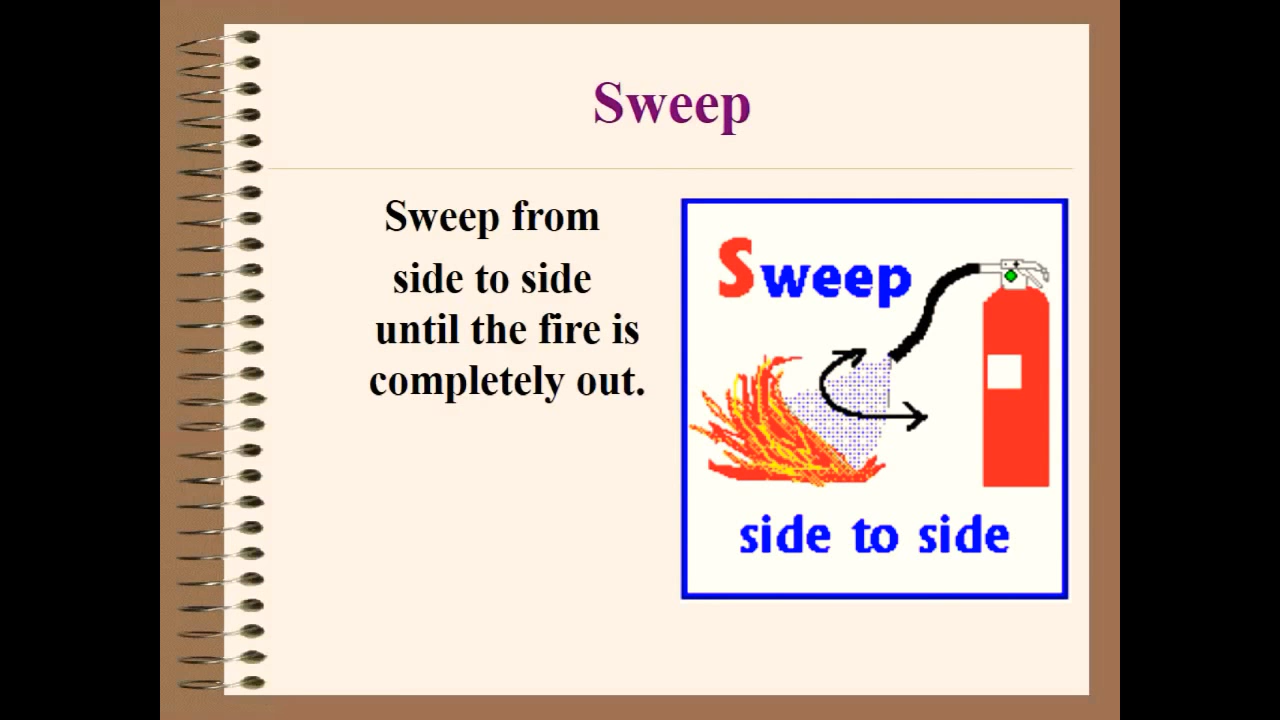 Sweep
Sweep from
side to side
until the fire is
completely out.
Sweep
side to side